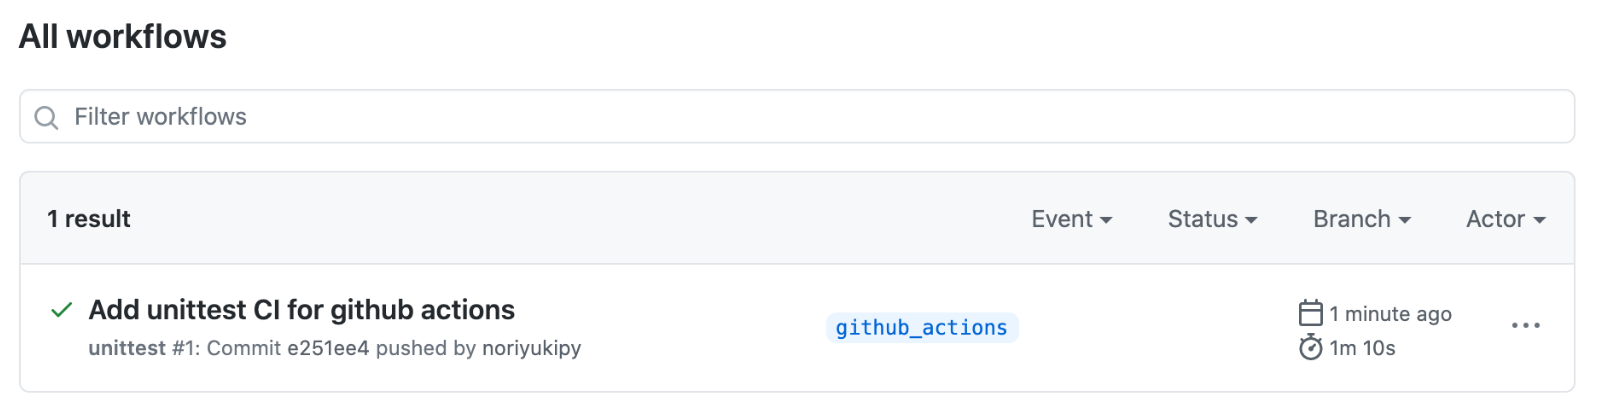 All workflows
Filter workflows
1 result Event Status Branch Actor
Add unittest CI for github actions
unittest #1: Commit e251ee4 pushed by noriyukipy
github_actions
1 minute ago
1m 10s